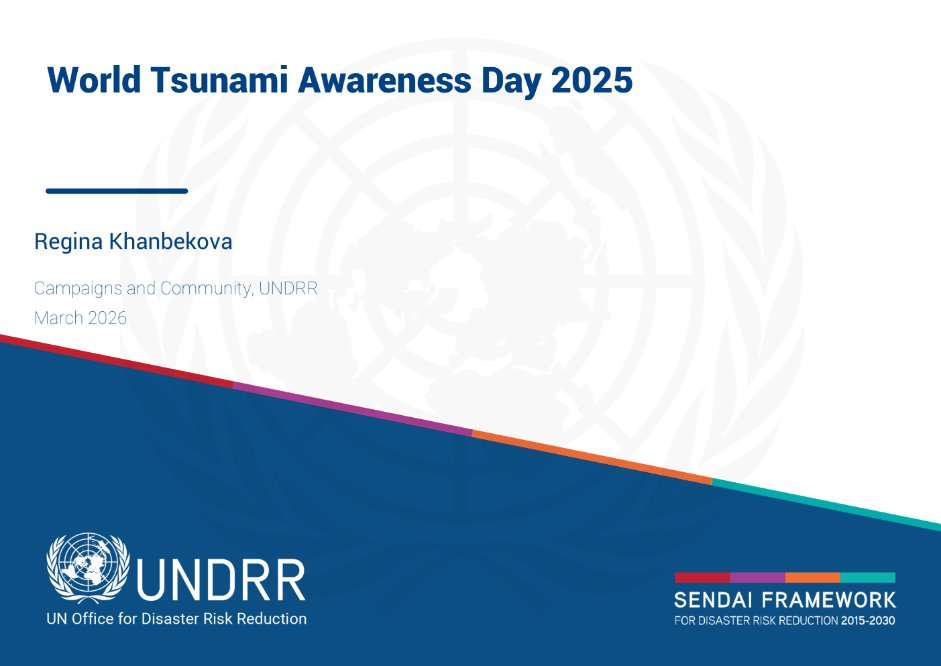 World Tsunami Awareness Day 2025
Regina Khanbekova
Campaigns and Community, UNDRR
March 2026
UNDRR
UN Office for Disaster Risk Reduction
SENDAI FRAMEWORK
FOR DISASTER RISK REDUCTION 2015-2030